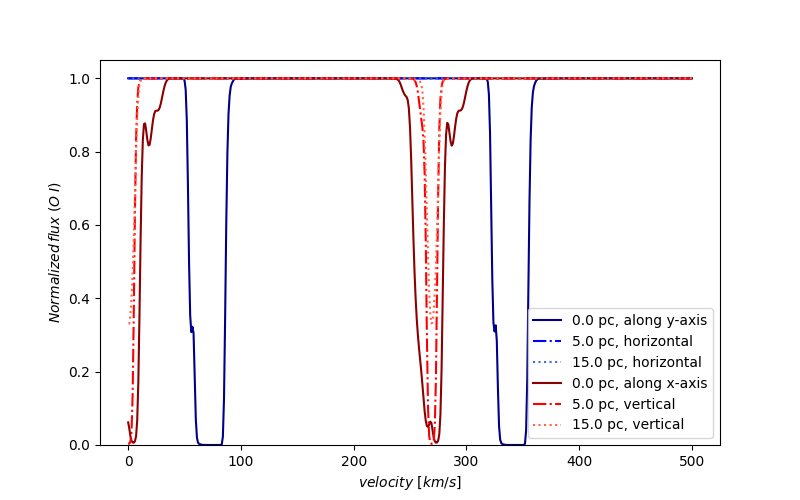 1.0
0.8
0.6
0.4
0.2
0.0
Normalized flux (O I)
0 100 200 300 400 500
velocity [km/s]
0.0 pc, along y-axis
5.0 pc, horizontal
15.0 pc, horizontal
0.0 pc, along x-axis
5.0 pc, vertical
15.0 pc, vertical